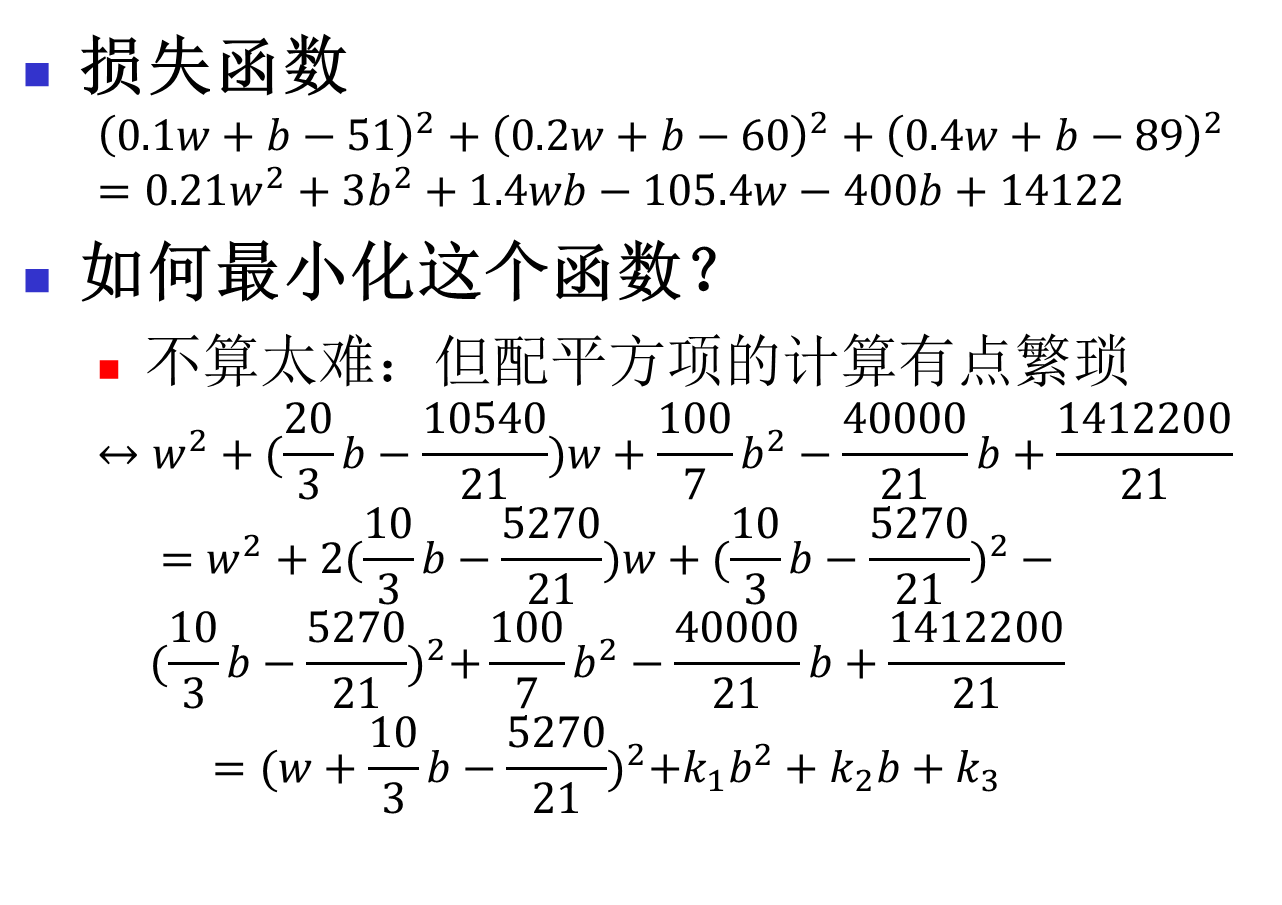 损失函数
(0.1w + b − 51)² + (0.2w + b − 60)² + (0.4w + b − 89)²
= 0.21w² + 3b² + 1.4wb − 105.4w − 400b + 14122
如何最小化这个函数?
不算太难：但配平方项的计算有点繁琐
↔ w² + (20/3 b − 10540/21)w + 100/7 b² − 40000/21 b + 1412200/21
= w² + 2(10/3 b − 5270/21)w + (10/3 b − 5270/21)² −
(10/3 b − 5270/21)² + 100/7 b² − 40000/21 b + 1412200/21
= (w + 10/3 b − 5270/21)² + k₁b² + k₂b + k₃